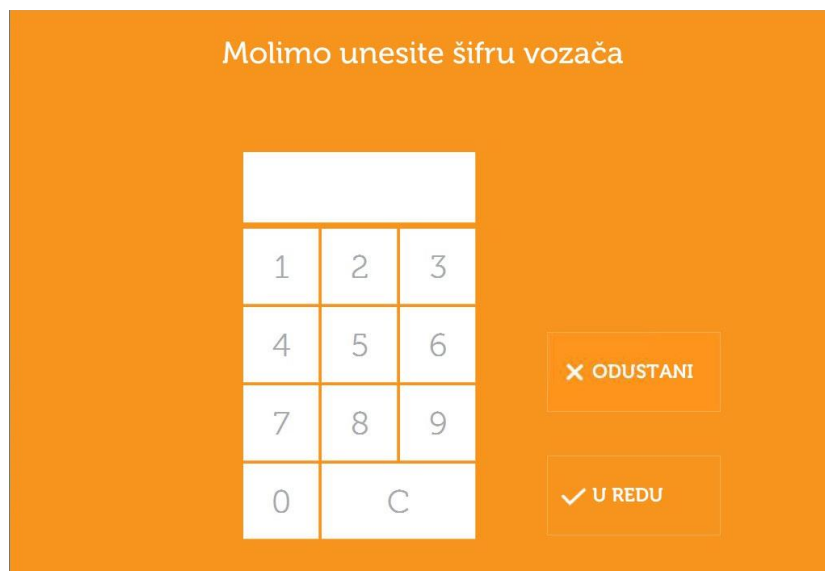 Molimo unesite šifru vozača
1 2 3
4 5 6
7 8 9
0 C
ODUSTANI
U REDU